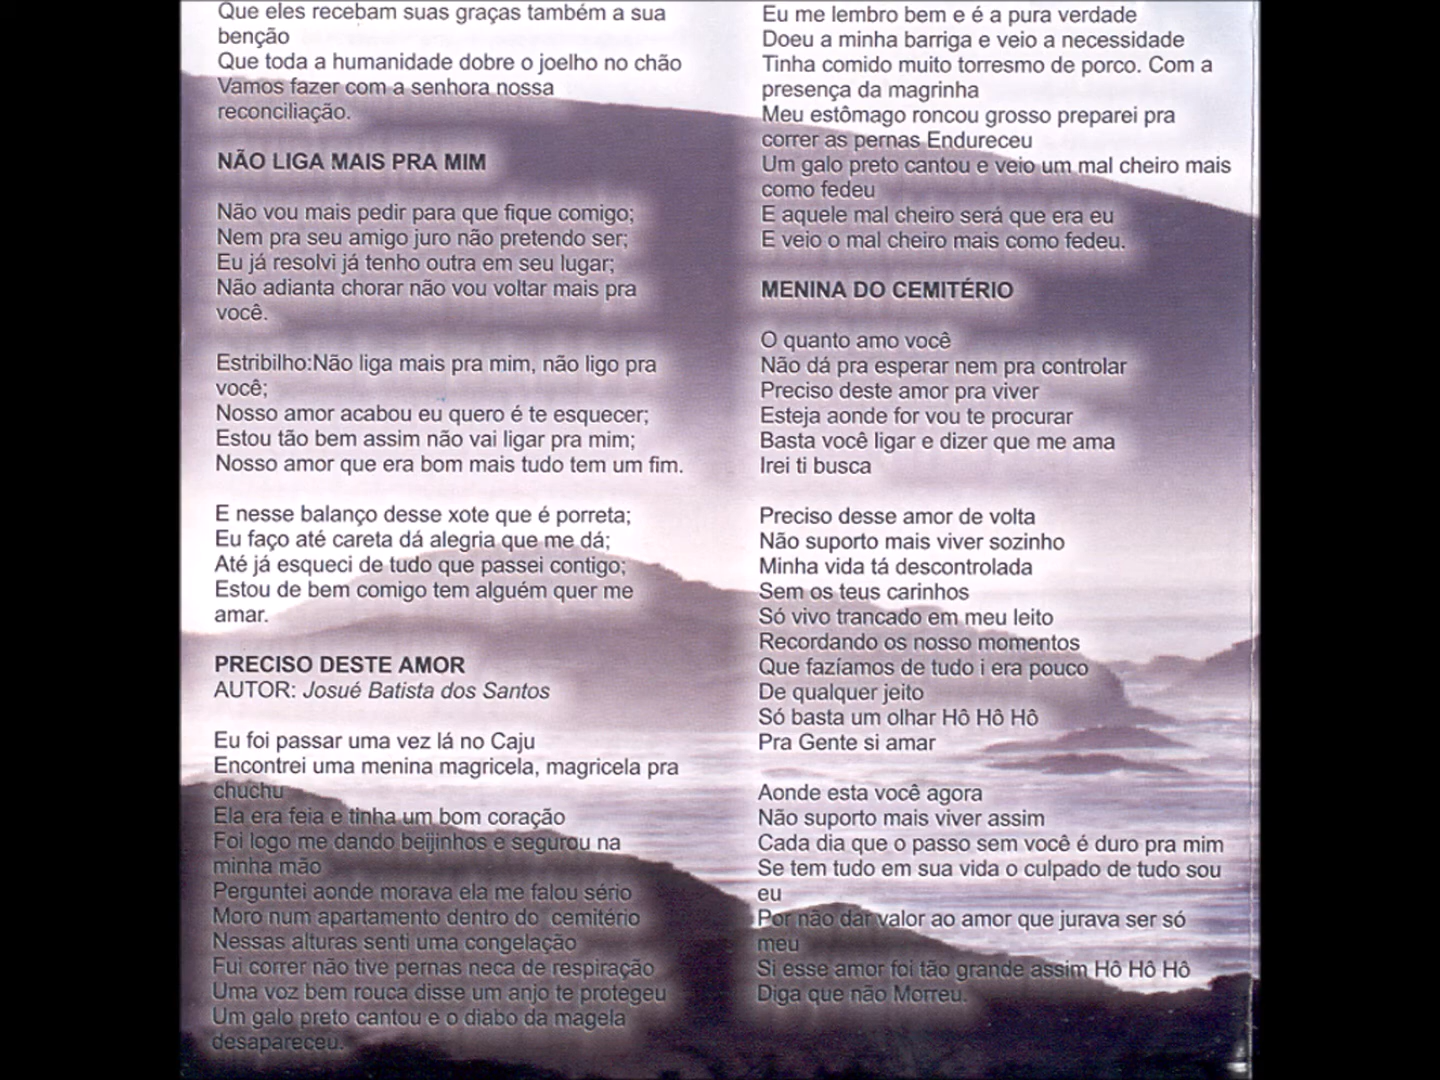 Que eles recebam suas graças também a sua
benção
Que toda a humanidade dobre o joelho no chão
Vamos fazer com a senhora nossa
reconciliação.
NÃO LIGA MAIS PRA MIM
Não vou mais pedir para que fique comigo;
Nem pra seu amigo juro não pretendo ser;
Eu já resolvi já tenho outra em seu lugar;
Não adianta chorar não vou voltar mais pra
você.
Estribilho:Não liga mais pra mim, não ligo pra
você;
Nosso amor acabou eu quero é te esquecer;
Estou tão bem assim não vai ligar pra mim;
Nosso amor que era bom mais tudo tem um fim.
E nesse balanço desse xote que é porreta;
Eu faço até careta dá alegria que me dá;
Até já esqueci de tudo que passei contigo;
Estou de bem comigo tem alguém quer me
amar.
PRECISO DESTE AMOR
AUTOR: Josué Batista dos Santos
Eu foi passar uma vez lá no Caju
Encontrei uma menina magricela, magricela pra
chuchu
Ela era feia e tinha um bom coração
Foi logo me dando beijinhos e segurou na
minha mão
Perguntei aonde morava ela me falou sério
Moro num apartamento dentro do cemitério
Nessas alturas senti uma congelação
Fui correr não tive pernas neca de respiração
Uma voz bem rouca disse um anjo te protegeu
Um galo preto cantou e o diabo da magela
desapareceu.
Eu me lembro bem e é a pura verdade
Doeu a minha barriga e veio a necessidade
Tinha comido muito torresmo de porco. Com a
presença da magrinha
Meu estômago roncou grosso preparei pra
correr as pernas Endureceu
Um galo preto cantou e veio um mal cheiro mais
como fedeu
E aquele mal cheiro será que era eu
E veio o mal cheiro mais como fedeu.
MENINA DO CEMITÉRIO
O quanto amo você
Não dá pra esperar nem pra controlar
Preciso deste amor pra viver
Esteja aonde for vou te procurar
Basta você ligar e dizer que me ama
Irei ti busca
Preciso desse amor de volta
Não suporto mais viver sozinho
Minha vida tá descontrolada
Sem os teus carinhos
Só vivo trancado em meu leito
Recordando os nosso momentos
Que fazíamos de tudo i era pouco
De qualquer jeito
Só basta um olhar Hô Hô Hô
Pra Gente si amar
Aonde esta você agora
Não suporto mais viver assim
Cada dia que o passo sem você é duro pra mim
Se tem tudo em sua vida o culpado de tudo sou
eu
Por não dar valor ao amor que jurava ser só
meu
Si esse amor foi tão grande assim Hô Hô Hô
Diga que não Morreu.